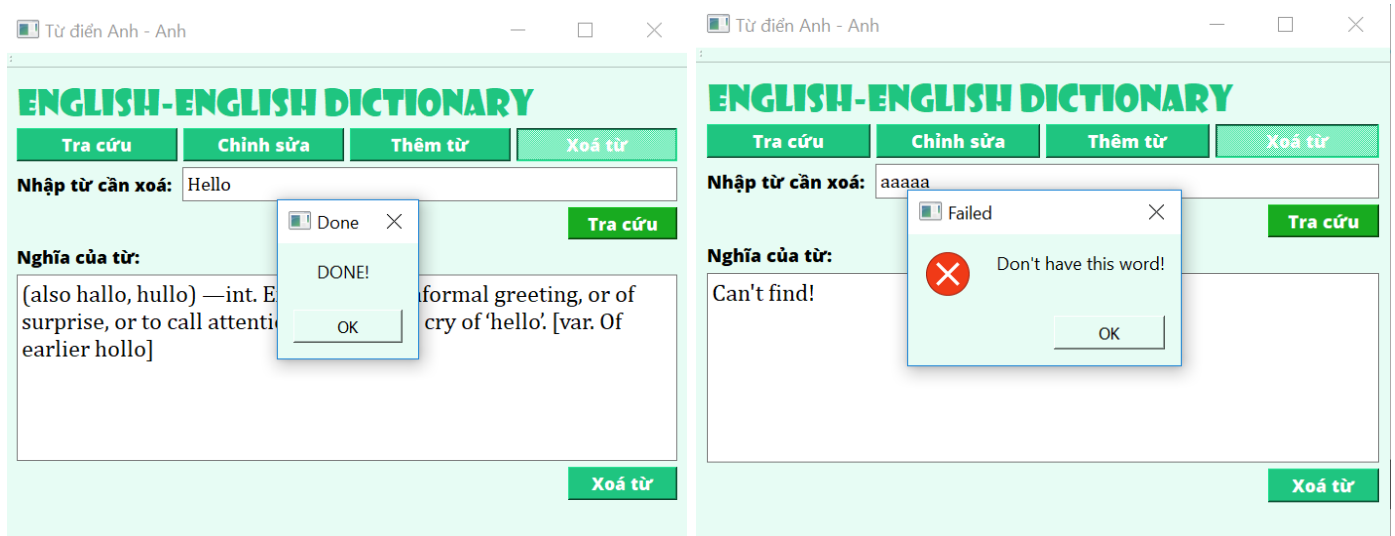 Từ điển Anh - Anh
ENGLISH-ENGLISH DICTIONARY
Tra cứu Chỉnh sửa Thêm từ Xoá từ
Nhập từ cần xoá: Hello
Done
Tra cứu
Nghĩa của từ:
DONE!
(also hallo, hullo) —int. E formal greeting, or of
surprise, or to call attenti cry of ‘hello’. [var. Of
earlier hollo]
OK
Xoá từ
Từ điển Anh - Anh
ENGLISH-ENGLISH DICTIONARY
Tra cứu Chỉnh sửa Thêm từ Xoá từ
Nhập từ cần xoá: aaaaa
Failed
Tra cứu
Nghĩa của từ:
Don't have this word!
Can't find!
OK
Xoá từ